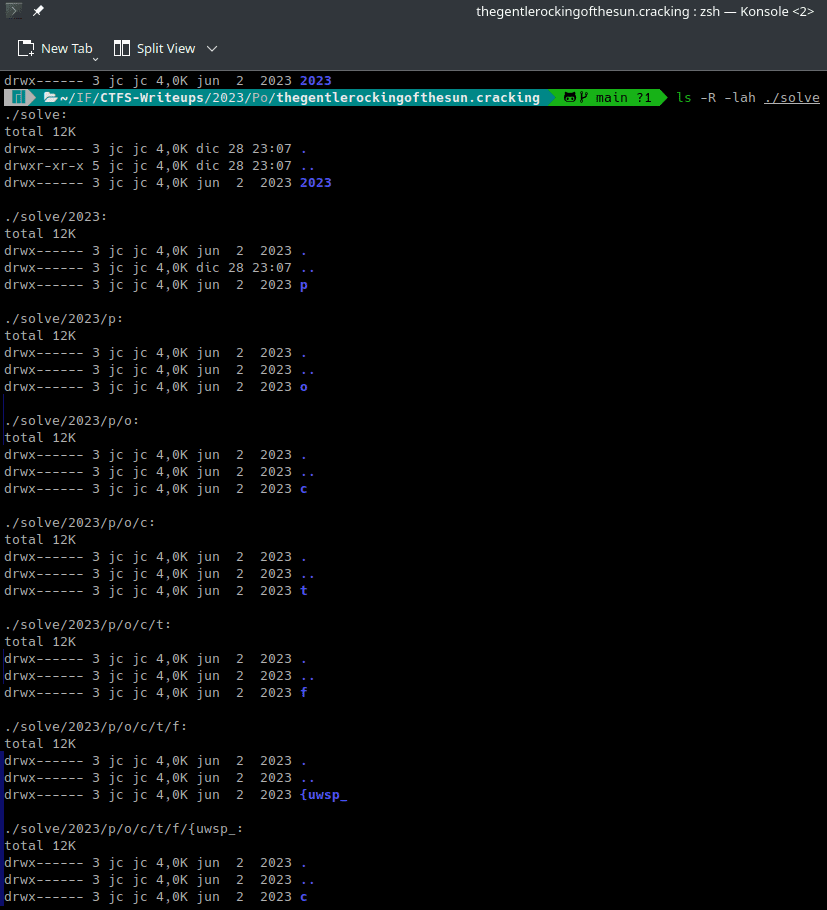 thegentlerockingofthesun.cracking : zsh — Konsole <2>
New Tab Split View
drwx------ 3 jc jc 4,0K jun  2  2023 2023
~/IF/CTFS-Writeups/2023/Po/thegentlerockingofthesun.cracking main ?1 ls -R -lah ./solve
./solve:
total 12K
drwx------ 3 jc jc 4,0K dic 28 23:07 .
drwxr-xr-x 5 jc jc 4,0K dic 28 23:07 ..
drwx------ 3 jc jc 4,0K jun  2  2023 2023
./solve/2023:
total 12K
drwx------ 3 jc jc 4,0K jun  2  2023 .
drwx------ 3 jc jc 4,0K dic 28 23:07 ..
drwx------ 3 jc jc 4,0K jun  2  2023 p
./solve/2023/p:
total 12K
drwx------ 3 jc jc 4,0K jun  2  2023 .
drwx------ 3 jc jc 4,0K jun  2  2023 ..
drwx------ 3 jc jc 4,0K jun  2  2023 o
./solve/2023/p/o:
total 12K
drwx------ 3 jc jc 4,0K jun  2  2023 .
drwx------ 3 jc jc 4,0K jun  2  2023 ..
drwx------ 3 jc jc 4,0K jun  2  2023 c
./solve/2023/p/o/c:
total 12K
drwx------ 3 jc jc 4,0K jun  2  2023 .
drwx------ 3 jc jc 4,0K jun  2  2023 ..
drwx------ 3 jc jc 4,0K jun  2  2023 t
./solve/2023/p/o/c/t:
total 12K
drwx------ 3 jc jc 4,0K jun  2  2023 .
drwx------ 3 jc jc 4,0K jun  2  2023 ..
drwx------ 3 jc jc 4,0K jun  2  2023 f
./solve/2023/p/o/c/t/f:
total 12K
drwx------ 3 jc jc 4,0K jun  2  2023 .
drwx------ 3 jc jc 4,0K jun  2  2023 ..
drwx------ 3 jc jc 4,0K jun  2  2023 {uwsp_
./solve/2023/p/o/c/t/f/{uwsp_:
total 12K
drwx------ 3 jc jc 4,0K jun  2  2023 .
drwx------ 3 jc jc 4,0K jun  2  2023 ..
drwx------ 3 jc jc 4,0K jun  2  2023 c